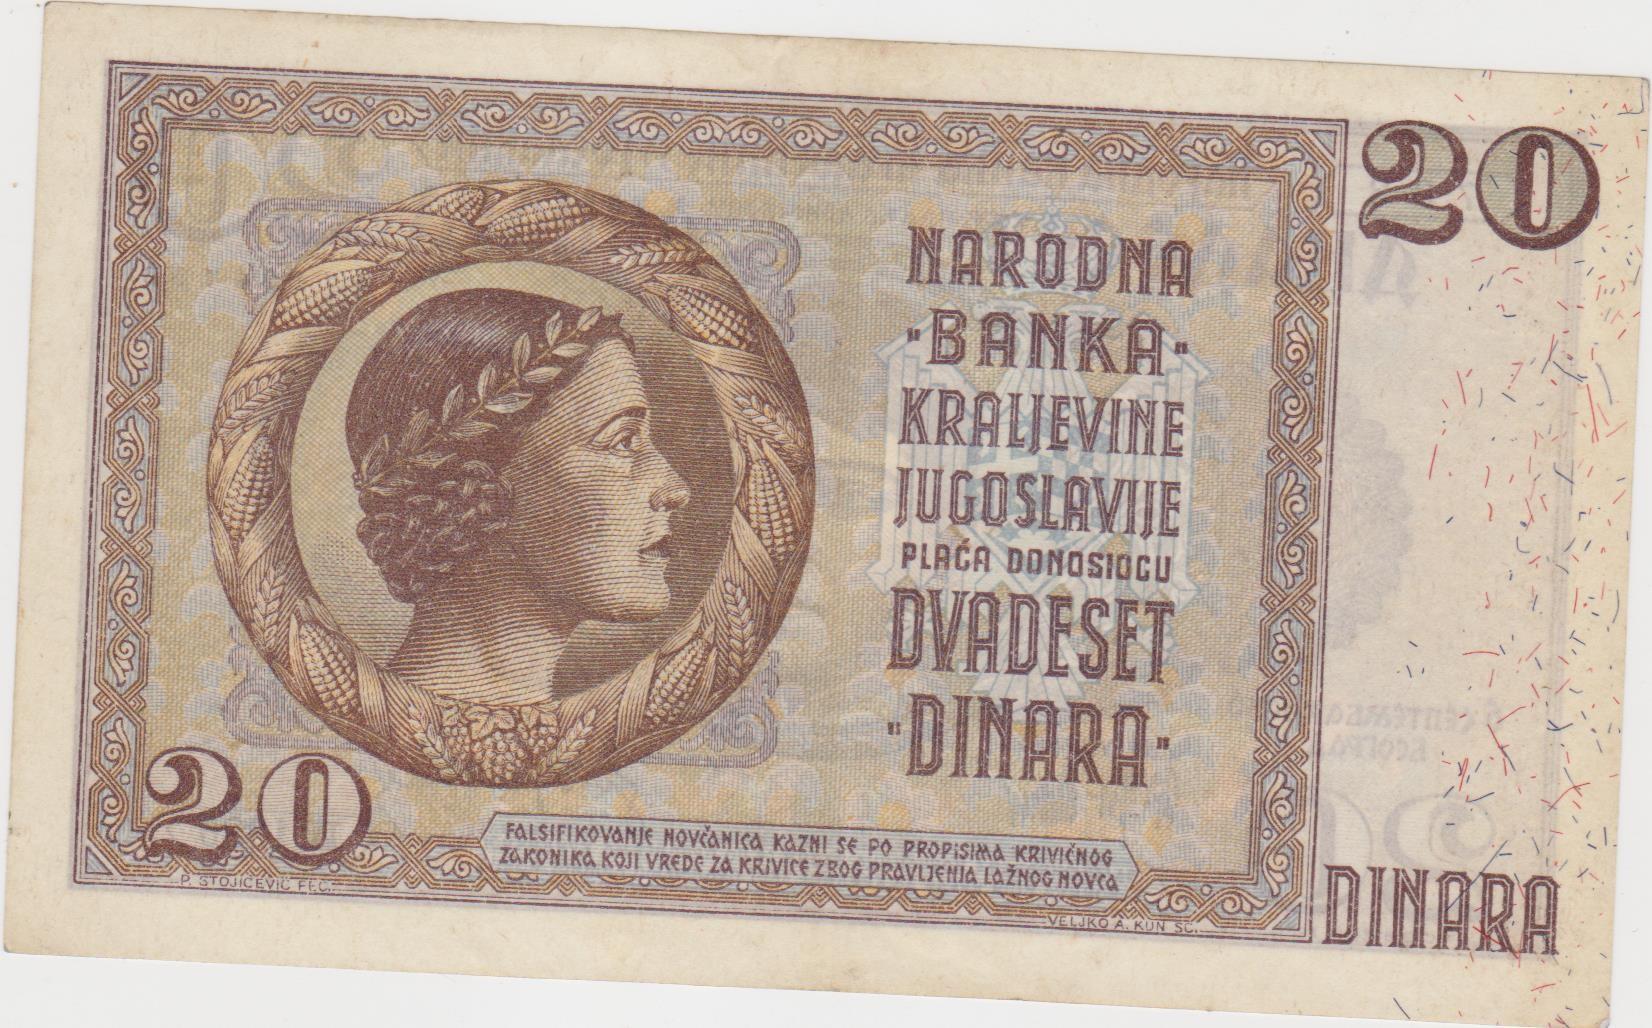 20
NARODNA
"BANKA"
KRALJEVINE
JUGOSLAVIJE
PLAĆA DONOSIOCU
DVADESET
"DINARA"
20
FALSIFIKOVANJE NOVČANICA KAZNI SE PO PROPISIMA KRIVIČNOG
ZAKONIKA KOJI VREDE ZA KRIVICE ZBOG PRAVLJENJA LAŽNOG NOVCA
DINARA
P. STOJIĆEVIĆ FEC.
VELJKO A. KUN SC.